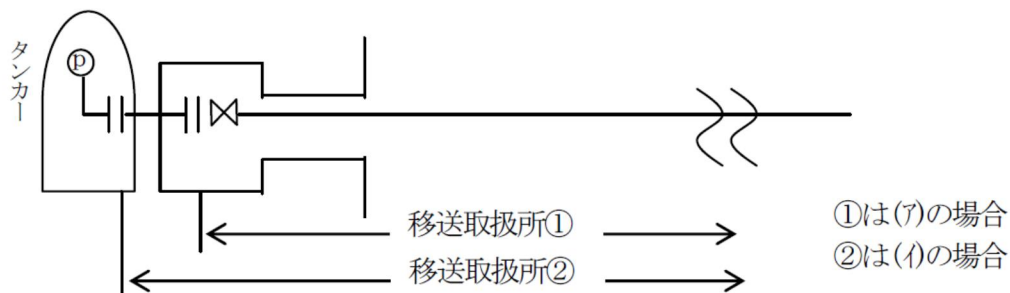 タンカー
p
移送取扱所①
移送取扱所②
①は(ｱ)の場合
②は(ｲ)の場合